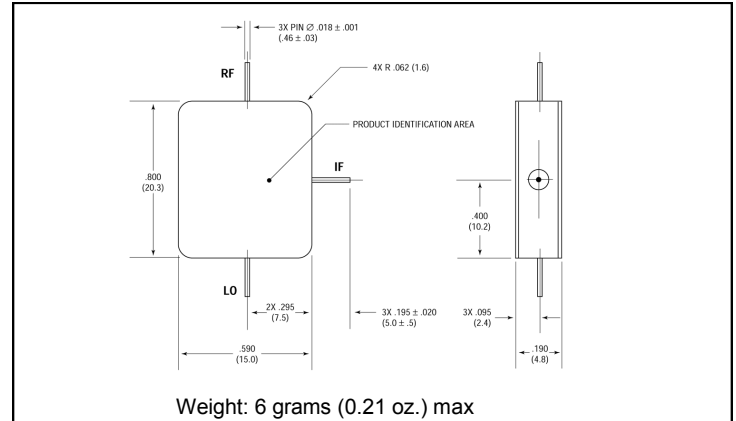 3X PIN Ø .018 ± .001
(.46 ± .03)
RF
4X R .062 (1.6)
PRODUCT IDENTIFICATION AREA
IF
.800
(20.3)
.400
(10.2)
LO
2X .295
(7.5)
3X .195 ± .020
(5.0 ± .5)
3X .095
(2.4)
.590
(15.0)
.190
(4.8)
Weight: 6 grams (0.21 oz.) max